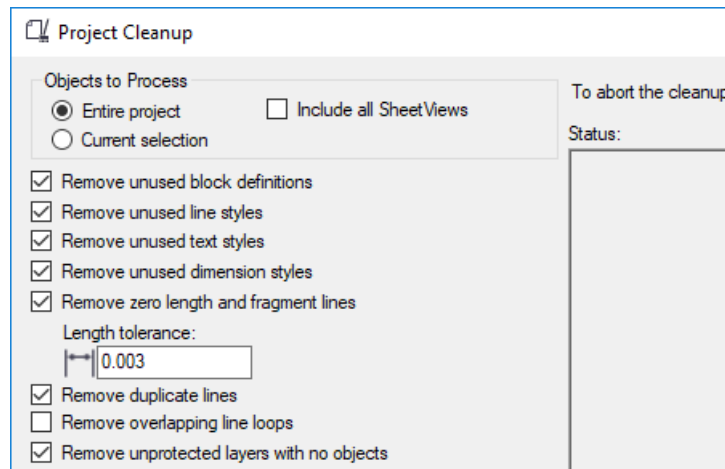 Project Cleanup
Objects to Process
Entire project
Include all SheetViews
Current selection
To abort the cleanup
Status:
Remove unused block definitions
Remove unused line styles
Remove unused text styles
Remove unused dimension styles
Remove zero length and fragment lines
Length tolerance:
0.003
Remove duplicate lines
Remove overlapping line loops
Remove unprotected layers with no objects